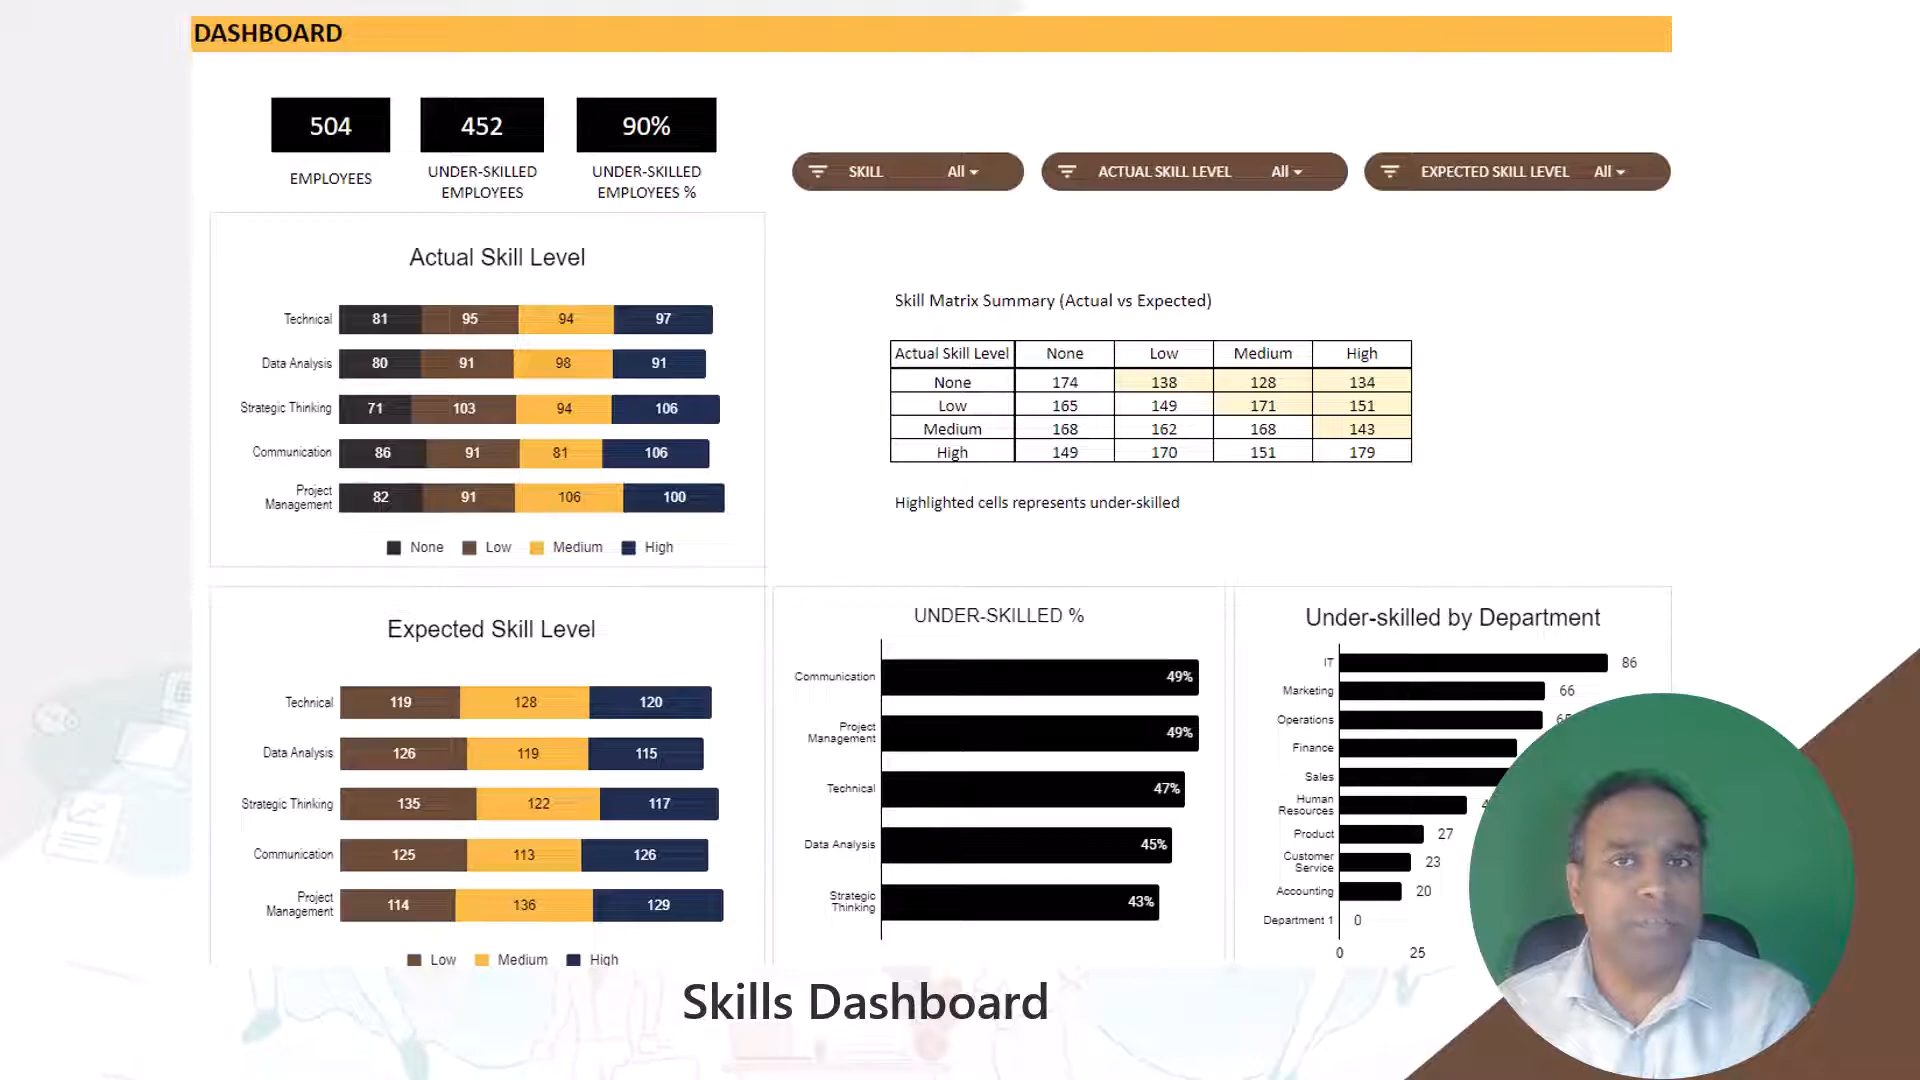 DASHBOARD
504
452
90%
EMPLOYEES
UNDER-SKILLED
EMPLOYEES
UNDER-SKILLED
EMPLOYEES %
SKILL All
ACTUAL SKILL LEVEL All
EXPECTED SKILL LEVEL All
Actual Skill Level
Technical 81 95 94 97
Data Analysis 80 91 98 91
Strategic Thinking 71 103 94 106
Communication 86 91 81 106
Project
Management 82 91 106 100
None Low Medium High
Skill Matrix Summary (Actual vs Expected)
Actual Skill Level None Low Medium High
None 174 138 128 134
Low 165 149 171 151
Medium 168 162 168 143
High 149 170 151 179
Highlighted cells represents under-skilled
Expected Skill Level
Technical 119 128 120
Data Analysis 126 119 115
Strategic Thinking 135 122 117
Communication 125 113 126
Project
Management 114 136 129
Low Medium High
UNDER-SKILLED %
Communication 49%
Project
Management 49%
Technical 47%
Data Analysis 45%
Strategic
Thinking 43%
Under-skilled by Department
IT 86
Marketing 66
Operations
Finance
Sales
Human
Resources
Product 27
Customer
Service 23
Accounting 20
Department 1 0
0 25
Skills Dashboard